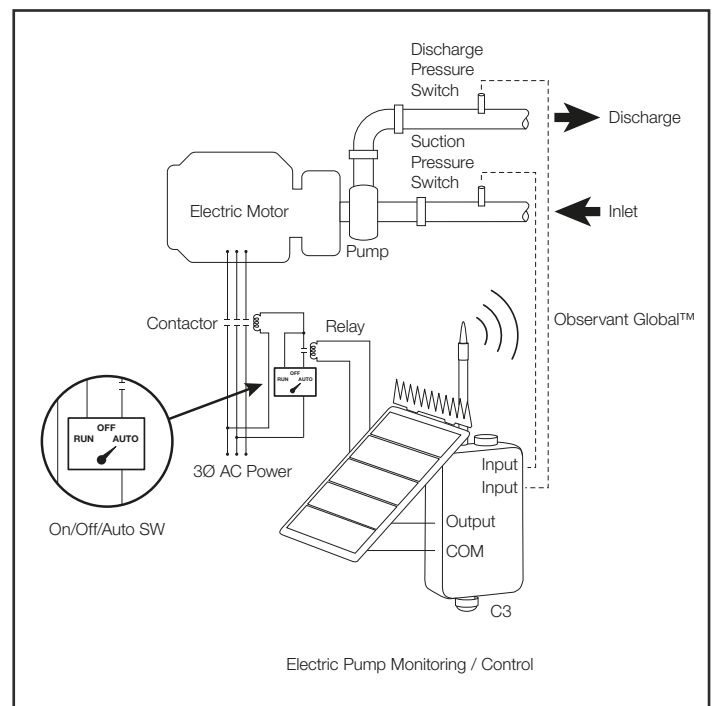 Discharge
Pressure
Switch
Discharge
Suction
Pressure
Switch
Electric Motor
Inlet
Pump
Contactor
Relay
Observant Global™
OFF
RUN AUTO
OFF
RUN AUTO
3Ø AC Power
On/Off/Auto SW
Input
Input
Output
COM
C3
Electric Pump Monitoring / Control